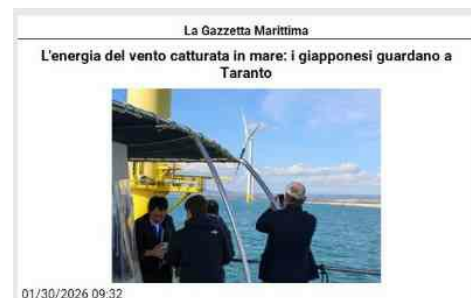 La Gazzetta Marittima
L'energia del vento catturata in mare: i giapponesi guardano a
Taranto
01/30/2026 09:32